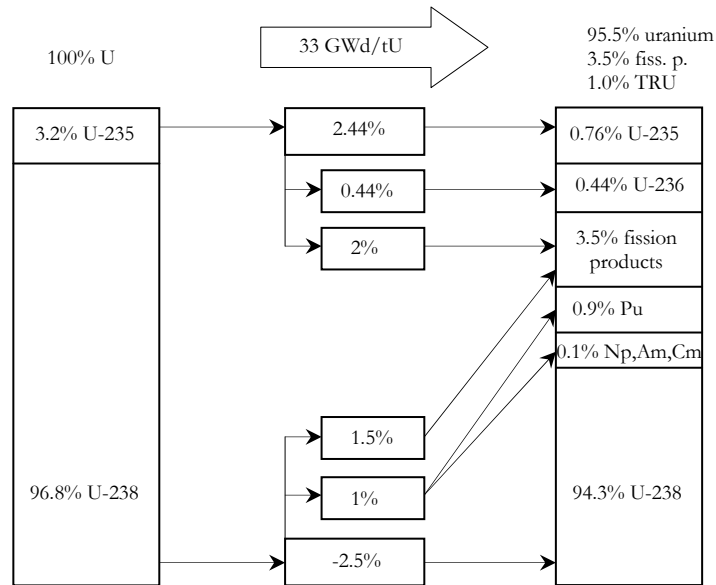 100% U
33 GWd/tU
95.5% uranium
3.5% fiss. p.
1.0% TRU
3.2% U-235
2.44%
0.76% U-235
0.44%
0.44% U-236
2%
3.5% fission
products
0.9% Pu
0.1% Np,Am,Cm
1.5%
96.8% U-238
1%
94.3% U-238
-2.5%